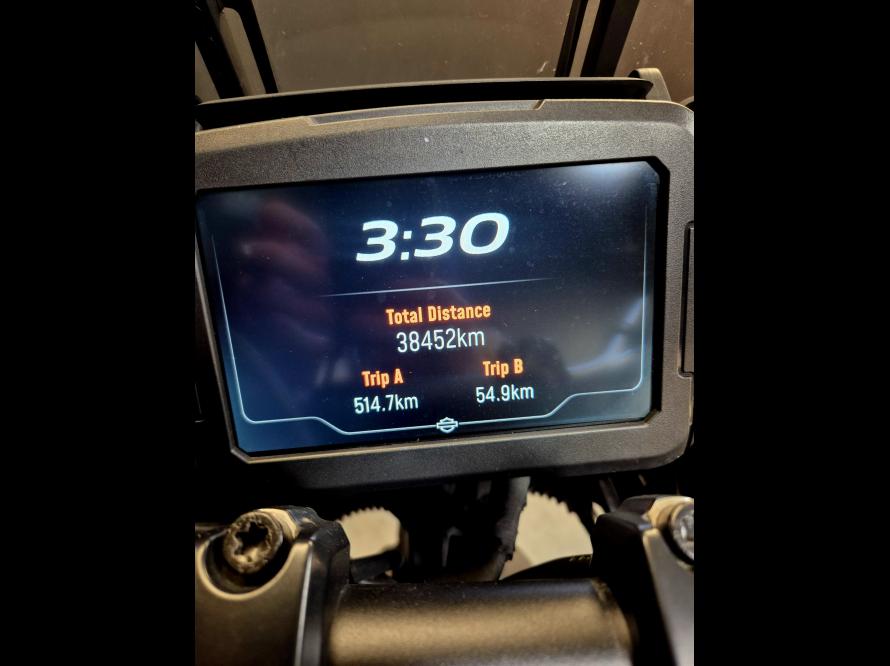 3:30
Total Distance
38452km
Trip A
Trip B
514.7km
54.9km